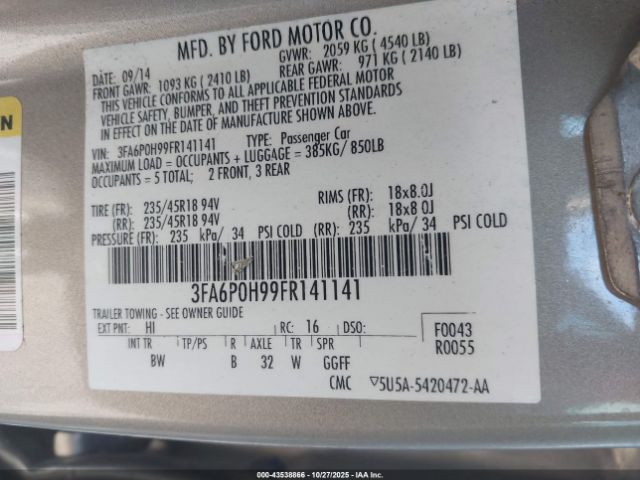 MFD. BY FORD MOTOR CO.
DATE: 09/14 GVWR: 2059 KG ( 4540 LB)
FRONT GAWR: 1093 KG ( 2410 LB) REAR GAWR: 971 KG ( 2140 LB)
THIS VEHICLE CONFORMS TO ALL APPLICABLE FEDERAL MOTOR
VEHICLE SAFETY, BUMPER, AND THEFT PREVENTION STANDARDS
IN EFFECT ON THE DATE OF MANUFACTURE SHOWN ABOVE.
VIN: 3FA6P0H99FR141141 TYPE: Passenger Car
MAXIMUM LOAD = OCCUPANTS + LUGGAGE = 385KG/ 850LB
OCCUPANTS = 5 TOTAL; 2 FRONT, 3 REAR
TIRE (FR): 235/45R18 94V RIMS (FR): 18x8.0J
(RR): 235/45R18 94V (RR): 18x8.0J
PRESSURE (FR): 235 kPa/ 34 PSI COLD (RR): 235 kPa/ 34 PSI COLD
3FA6P0H99FR141141
TRAILER TOWING - SEE OWNER GUIDE
EXT PNT: HI RC: 16 DSO: F0043
INT TR TP/PS R AXLE TR SPR R0055
BW B 32 W GGFF
CMC ▽5U5A-5420472-AA
000-43538866 - 10/27/2025 - IAAI.COM